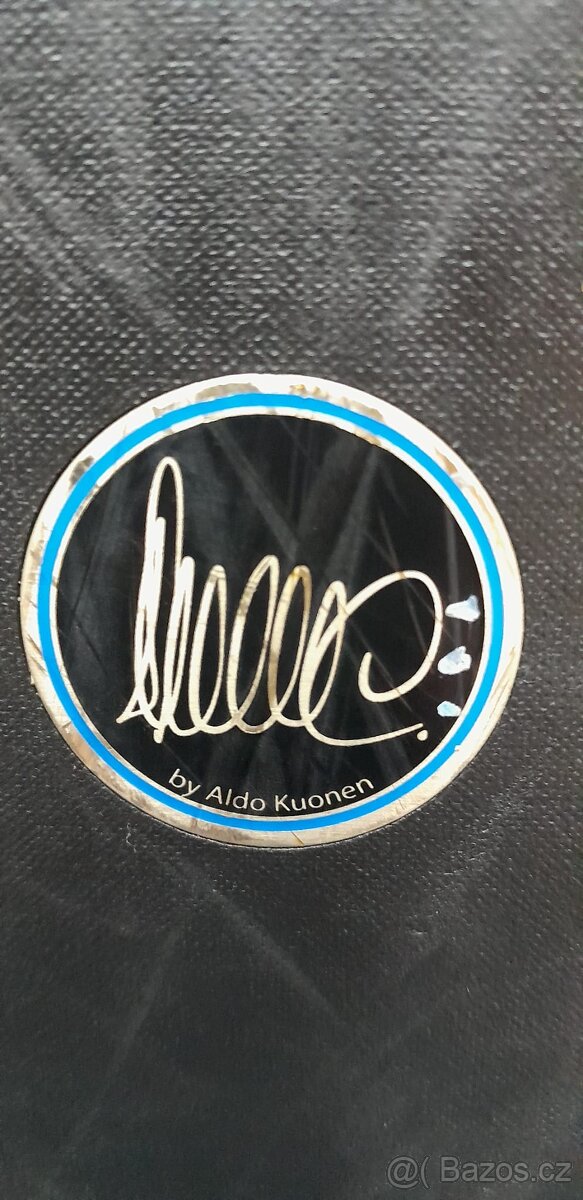 by Aldo Kuonen
@( Bazos.cz